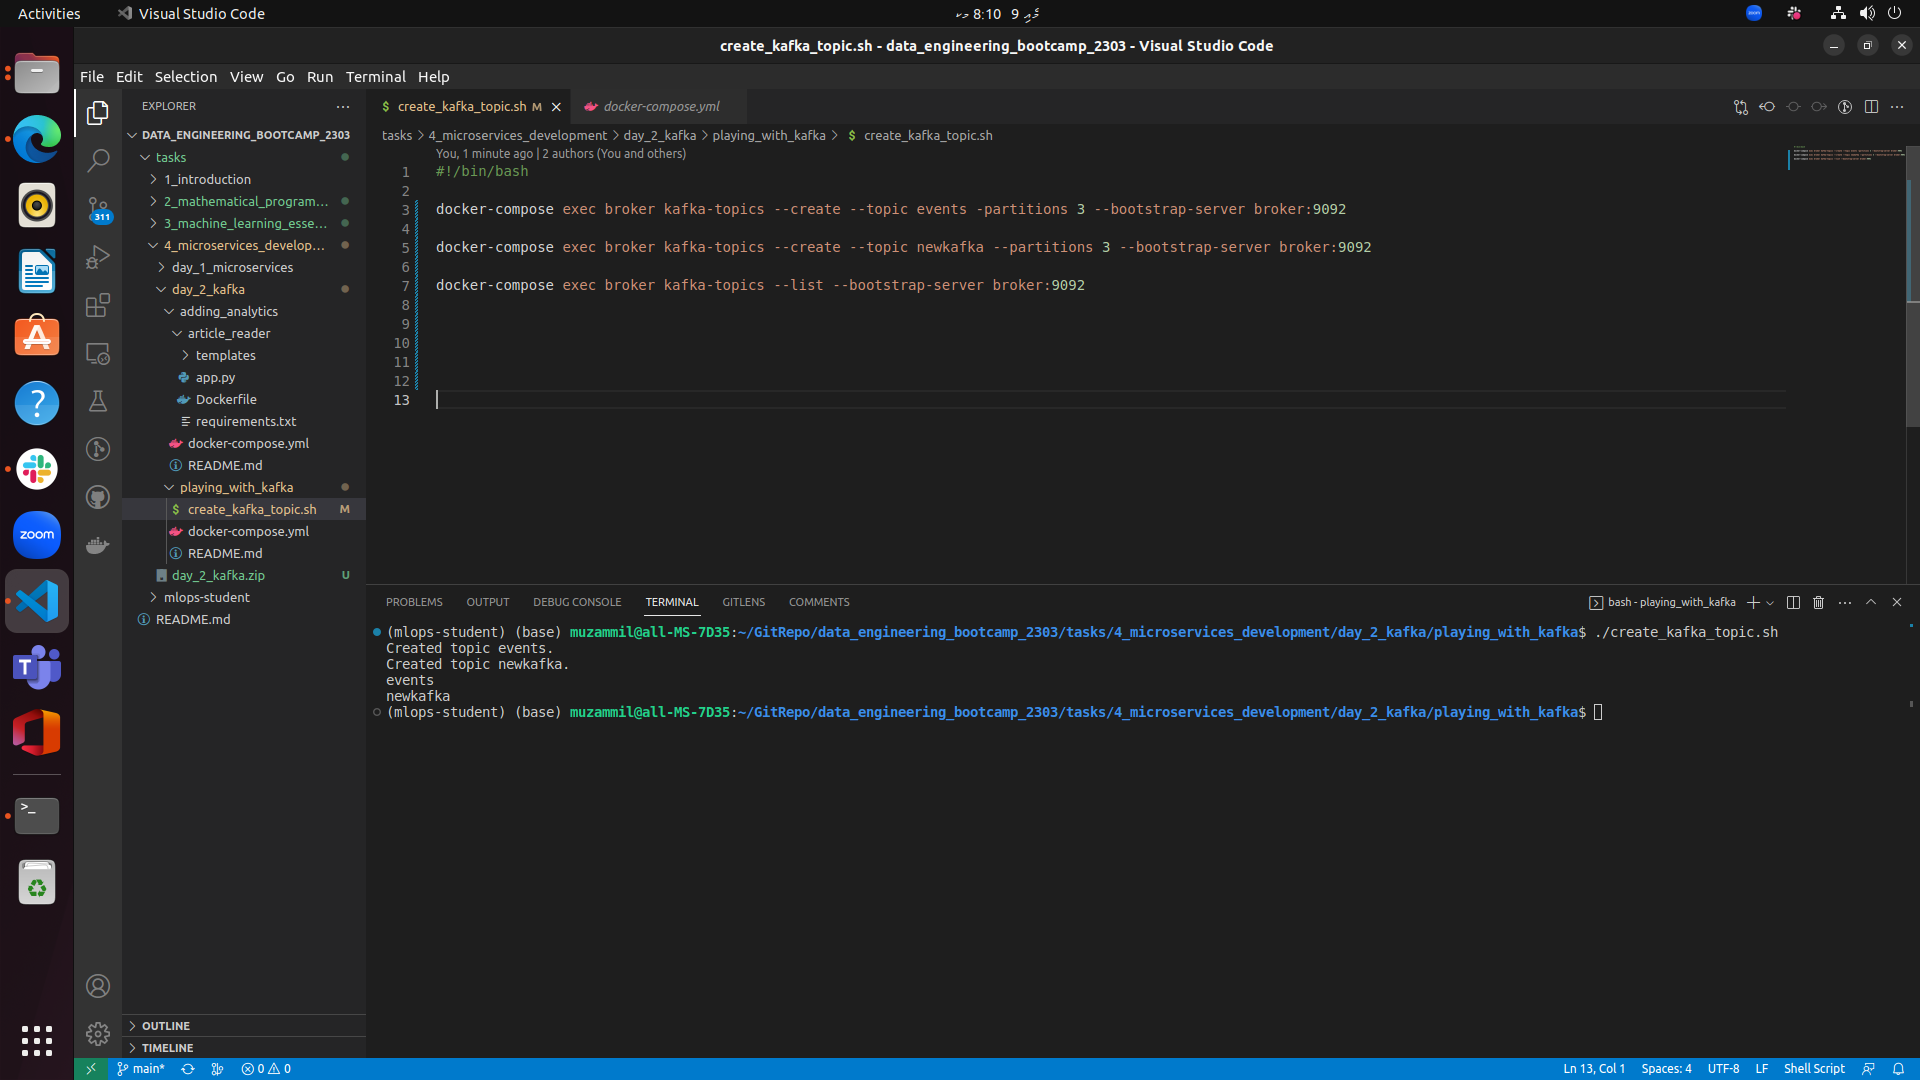 Activities
Visual Studio Code
create_kafka_topic.sh - data_engineering_bootcamp_2303 - Visual Studio Code
File Edit Selection View Go Run Terminal Help
EXPLORER
DATA_ENGINEERING_BOOTCAMP_2303
tasks
1_introduction
2_mathematical_program...
3_machine_learning_esse...
4_microservices_develop...
day_1_microservices
day_2_kafka
adding_analytics
article_reader
templates
app.py
Dockerfile
requirements.txt
docker-compose.yml
README.md
playing_with_kafka
create_kafka_topic.sh M
docker-compose.yml
README.md
day_2_kafka.zip U
mlops-student
README.md
OUTLINE
TIMELINE
311
zoom
create_kafka_topic.sh M
docker-compose.yml
tasks > 4_microservices_development > day_2_kafka > playing_with_kafka > $ create_kafka_topic.sh
You, 1 minute ago | 2 authors (You and others)
1 #!/bin/bash
2
3 docker-compose exec broker kafka-topics --create --topic events -partitions 3 --bootstrap-server broker:9092
4
5 docker-compose exec broker kafka-topics --create --topic newkafka --partitions 3 --bootstrap-server broker:9092
6
7 docker-compose exec broker kafka-topics --list --bootstrap-server broker:9092
8
9
10
11
12
13
PROBLEMS OUTPUT DEBUG CONSOLE TERMINAL GITLENS COMMENTS
bash - playing_with_kafka
(mlops-student) (base) muzammil@all-MS-7D35:~/GitRepo/data_engineering_bootcamp_2303/tasks/4_microservices_development/day_2_kafka/playing_with_kafka$ ./create_kafka_topic.sh
Created topic events.
Created topic newkafka.
events
newkafka
(mlops-student) (base) muzammil@all-MS-7D35:~/GitRepo/data_engineering_bootcamp_2303/tasks/4_microservices_development/day_2_kafka/playing_with_kafka$
main* 0 0
Ln 13, Col 1 Spaces: 4 UTF-8 LF Shell Script